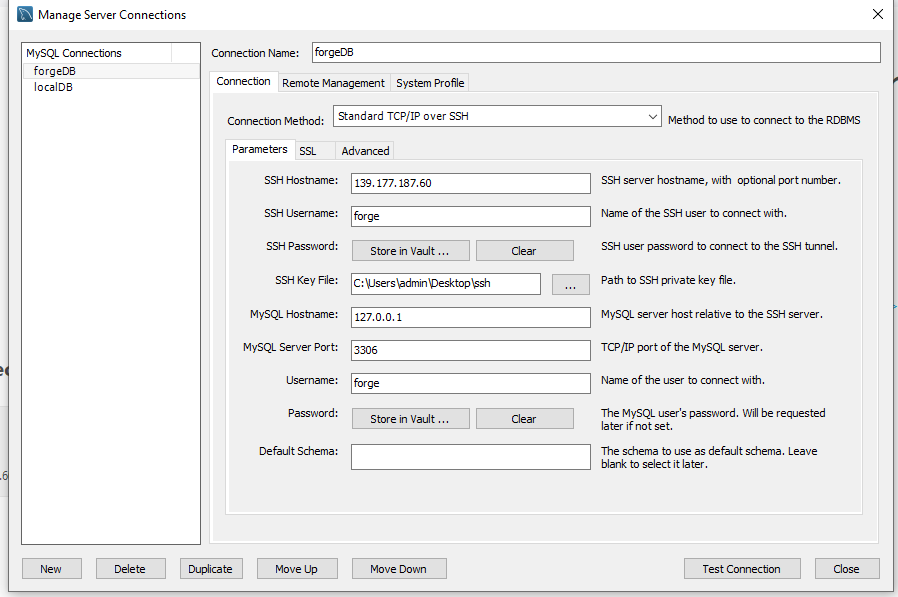 Manage Server Connections
MySQL Connections
forgeDB
localDB
Connection Name: forgeDB
Connection Remote Management System Profile
Connection Method: Standard TCP/IP over SSH Method to use to connect to the RDBMS
Parameters SSL Advanced
SSH Hostname: 139.177.187.60 SSH server hostname, with optional port number.
SSH Username: forge Name of the SSH user to connect with.
SSH Password: Store in Vault ... Clear SSH user password to connect to the SSH tunnel.
SSH Key File: C:\Users\admin\Desktop\ssh ... Path to SSH private key file.
MySQL Hostname: 127.0.0.1 MySQL server host relative to the SSH server.
MySQL Server Port: 3306 TCP/IP port of the MySQL server.
Username: forge Name of the user to connect with.
Password: Store in Vault ... Clear The MySQL user's password. Will be requested
later if not set.
Default Schema: The schema to use as default schema. Leave
blank to select it later.
New Delete Duplicate Move Up Move Down Test Connection Close